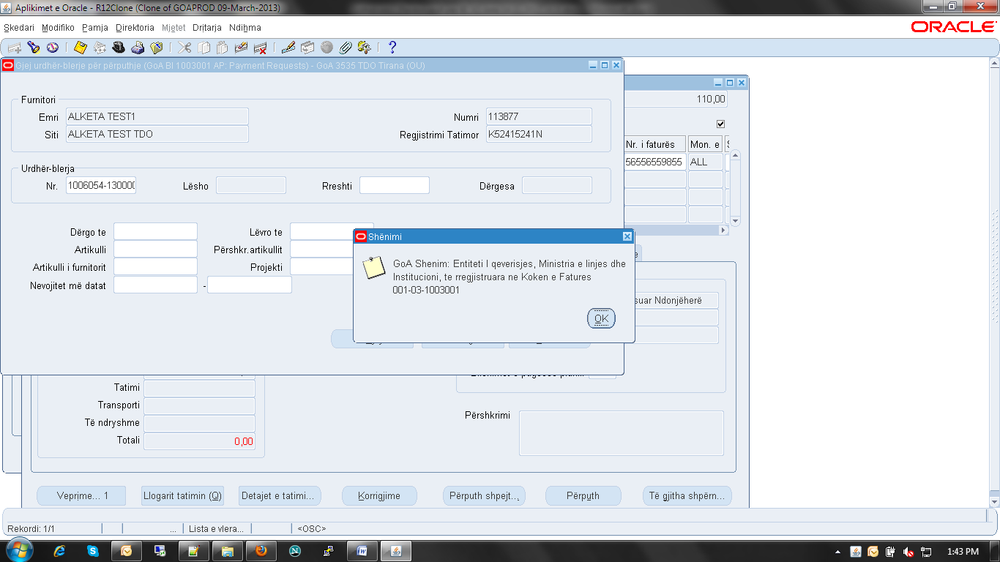 Aplikimet e Oracle - R12Clone (Clone of GOAPROD 09-March-2013)
Skedari Modifiko Pamja Direktoria Mjetet Dritarja Ndihma
ORACLE
Gjej urdhër-blerje për përputhje (GoA BI 1003001 AP: Payment Requests) - GoA 3535 TDO Tirana (OU)
110,00
Furnitori
Emri ALKETA TEST1 Numri 113877
Siti ALKETA TEST TDO Regjistrimi Tatimor K52415241N
Nr. i faturës Mon. e
56556559855 ALL
Urdhër-blerja
Nr. 1006054-13000 Lësho Rreshti Dërgesa
Dërgo te Lëvro te
Artikulli Përshkr.artikullit
Artikulli i furnitorit Projekti
Nevojitet më datat -
Shënimi
GoA Shenim: Entiteti I qeverisjes, Ministria e linjes dhe
Institucioni, te rregjistruara ne Koken e Fatures
001-03-1003001
OK
suar Ndonjëherë
Tatimi
Transporti
Të ndryshme
Totali 0,00
Përshkrimi
Veprime... 1 Llogarit tatimin (Q) Detajet e tatimi... Korrigjime Përputh shpejt... Përputh Të gjitha shpërn...
Rekordi: 1/1 ... Lista e vlera... <OSC>
1:43 PM